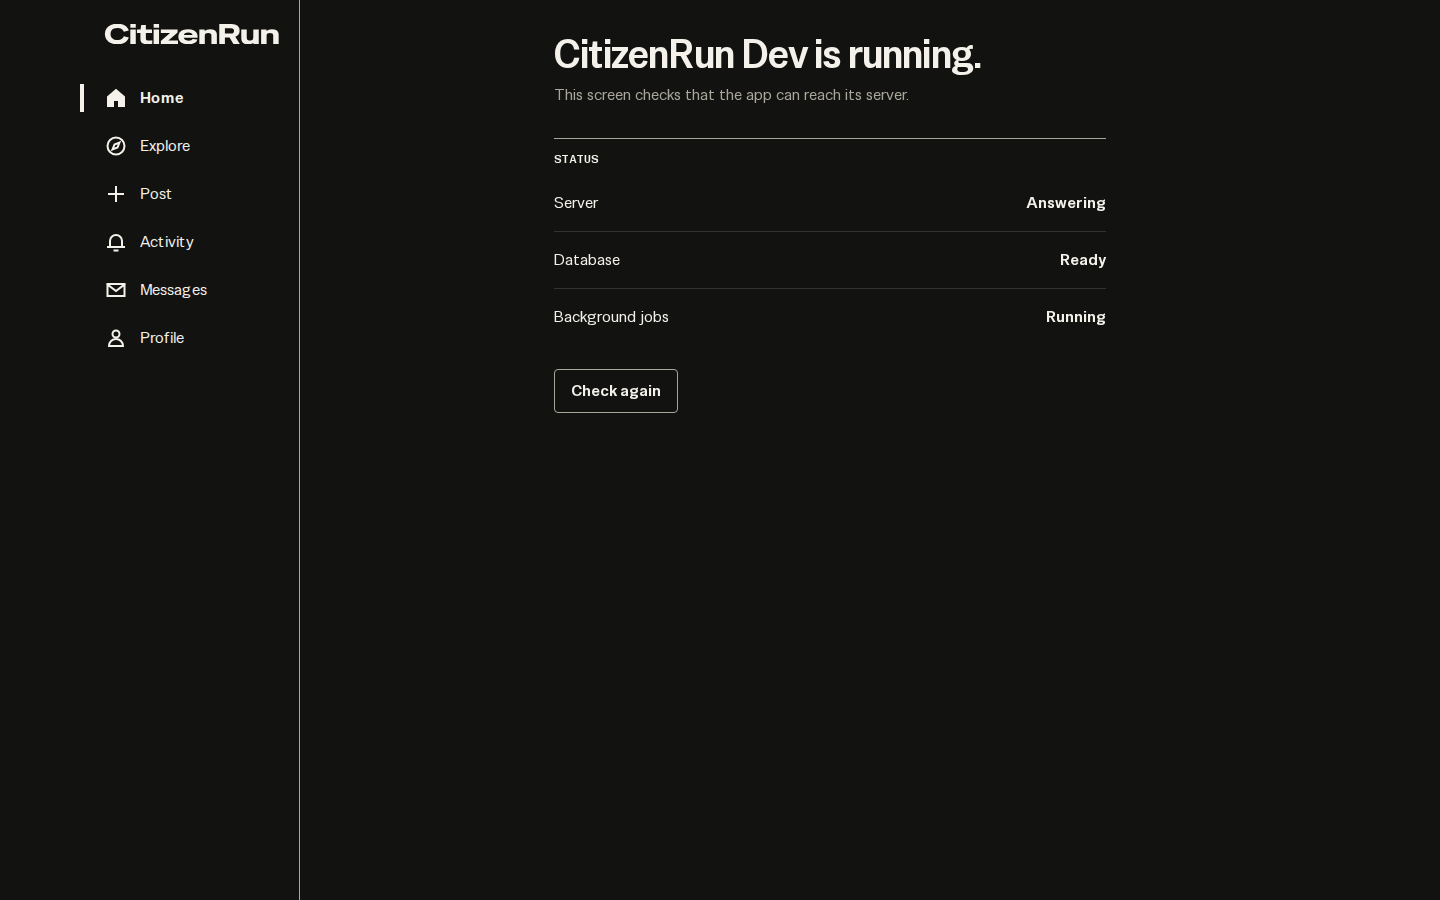 CitizenRun
Home
Explore
Post
Activity
Messages
Profile
CitizenRun Dev is running.
This screen checks that the app can reach its server.
STATUS
Server Answering
Database Ready
Background jobs Running
Check again